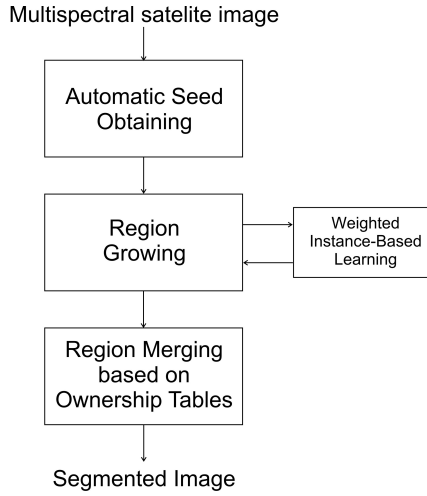 Multispectral satelite image
Automatic Seed
Obtaining
Region
Growing
Weighted
Instance-Based
Learning
Region Merging
based on
Ownership Tables
Segmented Image